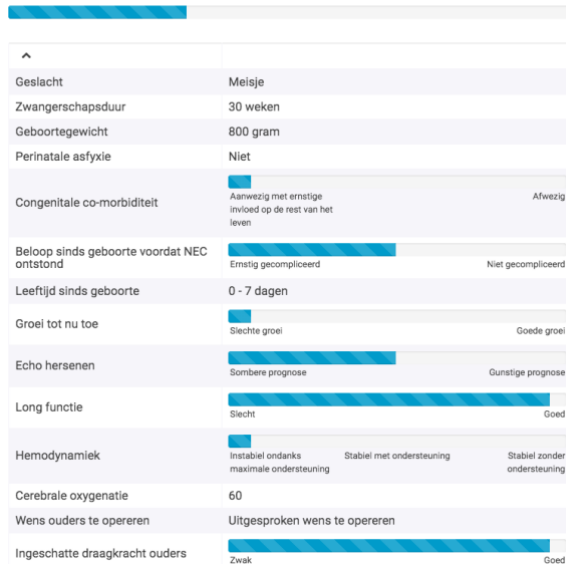 Geslacht Meisje
Zwangerschapsduur 30 weken
Geboortegewicht 800 gram
Perinatale asfyxie Niet
Congenitale co-morbiditeit
Aanwezig met ernstige Afwezig
invloed op de rest van het
leven
Beloop sinds geboorte voordat NEC
ontstond
Ernstig gecompliceerd Niet gecompliceerd
Leeftijd sinds geboorte 0 - 7 dagen
Groei tot nu toe
Slechte groei Goede groei
Echo hersenen
Sombere prognose Gunstige prognose
Long functie
Slecht Goed
Hemodynamiek
Instabiel ondanks Stabiel met ondersteuning Stabiel zonder
maximale ondersteuning ondersteuning
Cerebrale oxygenatie 60
Wens ouders te opereren Uitgesproken wens te opereren
Ingeschatte draagkracht ouders
Zwak Goed